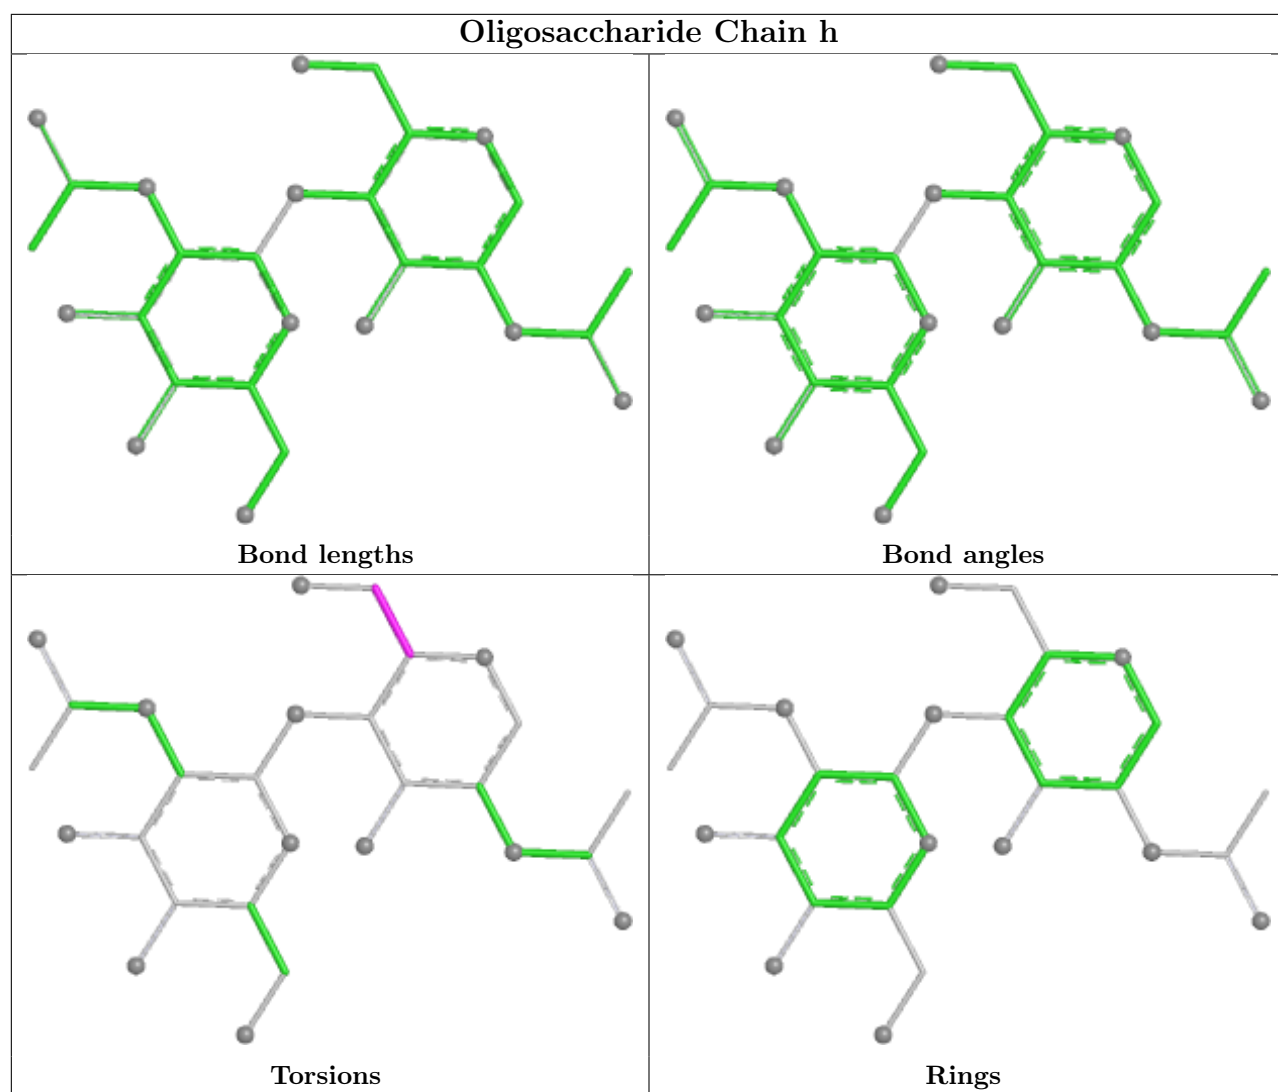 Oligosaccharide Chain h
Bond lengths
Bond angles
Torsions
Rings